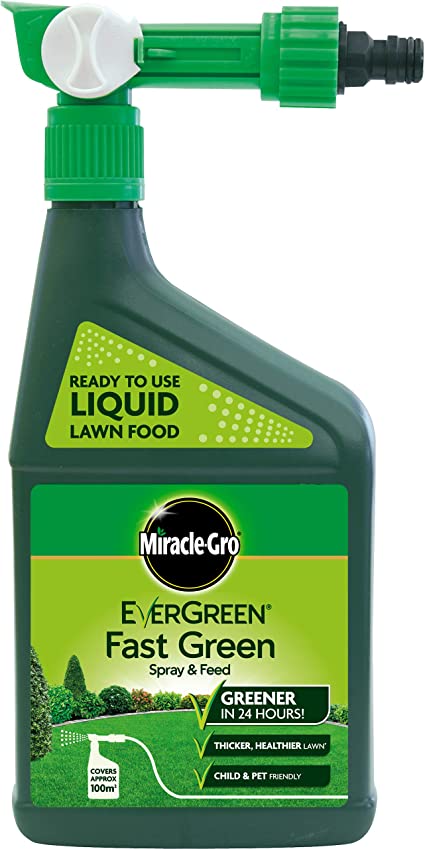 READY TO USE
LIQUID
LAWN FOOD
Miracle-Gro
EVERGREEN®
Fast Green
Spray & Feed
GREENER
IN 24 HOURS!
THICKER, HEALTHIER LAWN*
CHILD & PET FRIENDLY
COVERS
APPROX
100m²